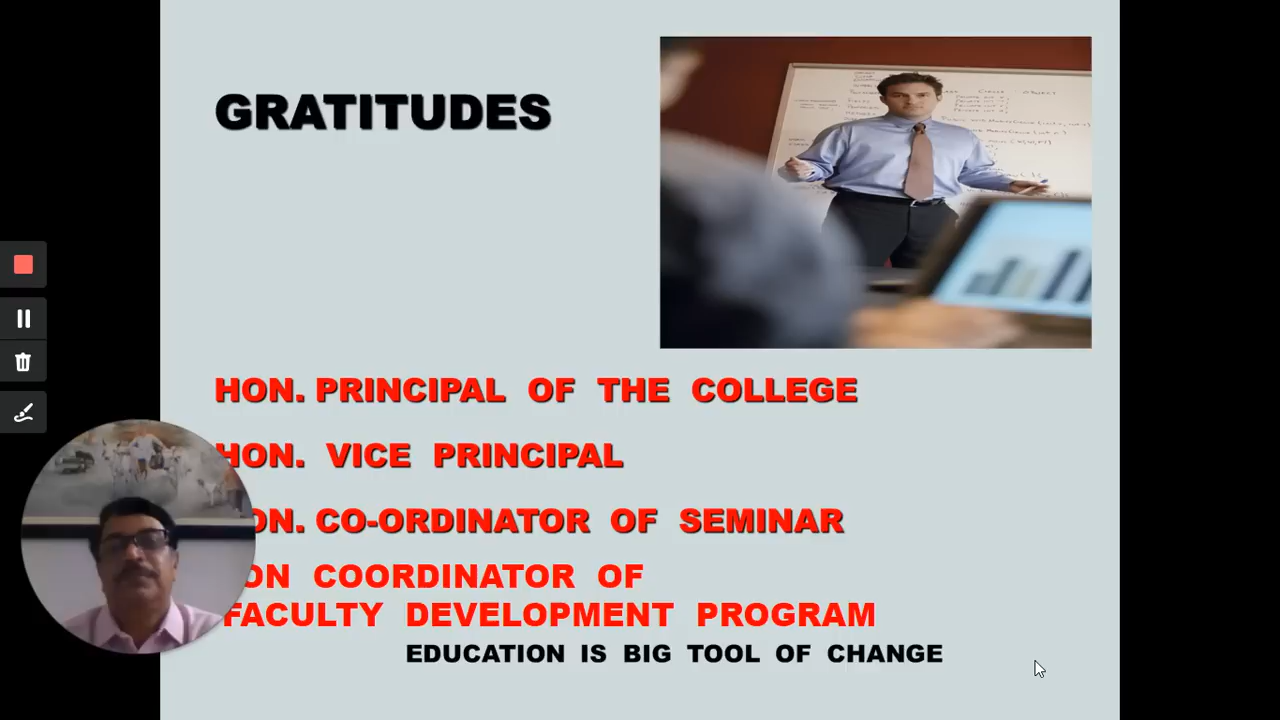 GRATITUDES
HON. PRINCIPAL OF THE COLLEGE
HON. VICE PRINCIPAL
ON. CO-ORDINATOR OF SEMINAR
ON COORDINATOR OF
FACULTY DEVELOPMENT PROGRAM
EDUCATION IS BIG TOOL OF CHANGE